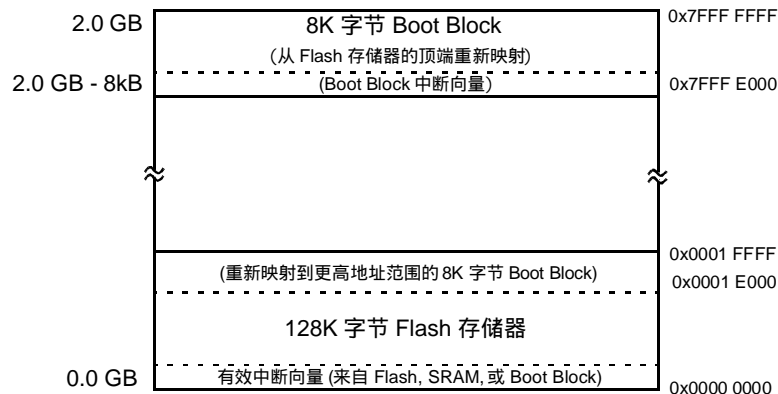 2.0 GB
8K 字节 Boot Block
0x7FFF FFFF
(从 Flash 存储器的顶端重新映射)
2.0 GB - 8kB
(Boot Block 中断向量)
0x7FFF E000
0x0001 FFFF
(重新映射到更高地址范围的8K 字节 Boot Block)
0x0001 E000
128K 字节 Flash 存储器
0.0 GB
有效中断向量 (来自 Flash, SRAM, 或 Boot Block)
0x0000 0000